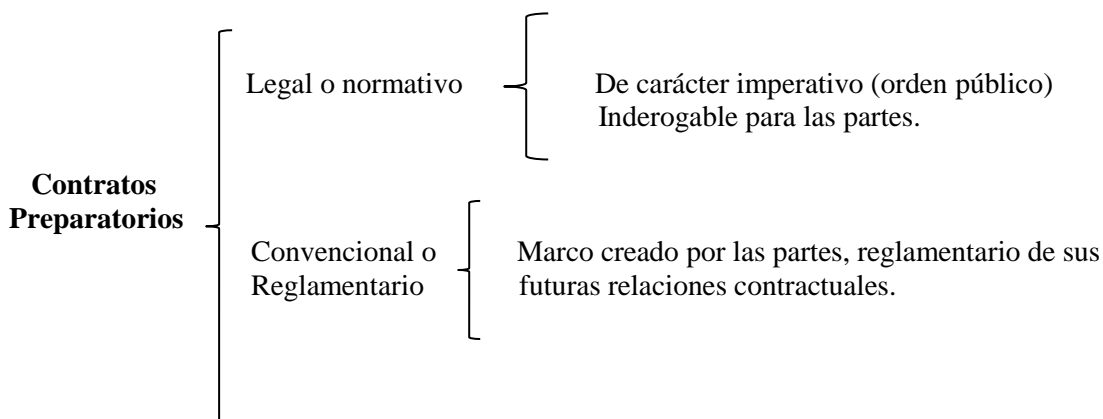 Legal o normativo
De carácter imperativo (orden público)
Inderogable para las partes.
Contratos
Preparatorios
Convencional o
Reglamentario
Marco creado por las partes, reglamentario de sus
futuras relaciones contractuales.